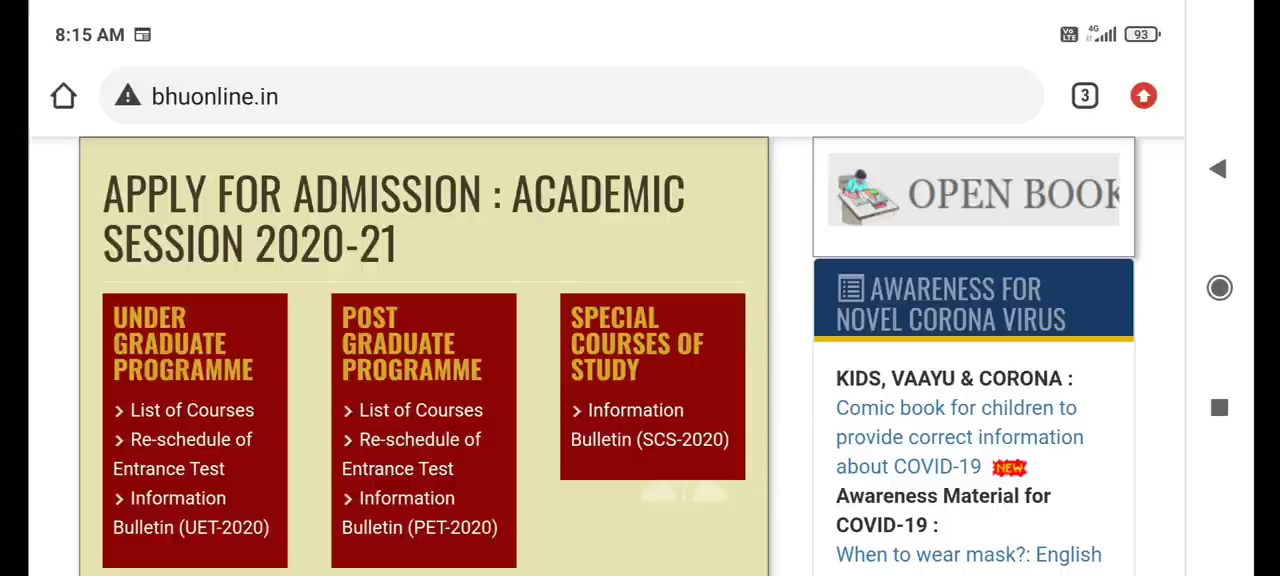 8:15 AM
Vo LTE 4G 93
bhuonline.in
3
APPLY FOR ADMISSION : ACADEMIC
SESSION 2020-21
UNDER
GRADUATE
PROGRAMME
> List of Courses
> Re-schedule of
Entrance Test
> Information
Bulletin (UET-2020)
POST
GRADUATE
PROGRAMME
> List of Courses
> Re-schedule of
Entrance Test
> Information
Bulletin (PET-2020)
SPECIAL
COURSES OF
STUDY
> Information
Bulletin (SCS-2020)
OPEN BOOK
AWARENESS FOR
NOVEL CORONA VIRUS
KIDS, VAAYU & CORONA :
Comic book for children to
provide correct information
about COVID-19 NEW
Awareness Material for
COVID-19 :
When to wear mask?: English